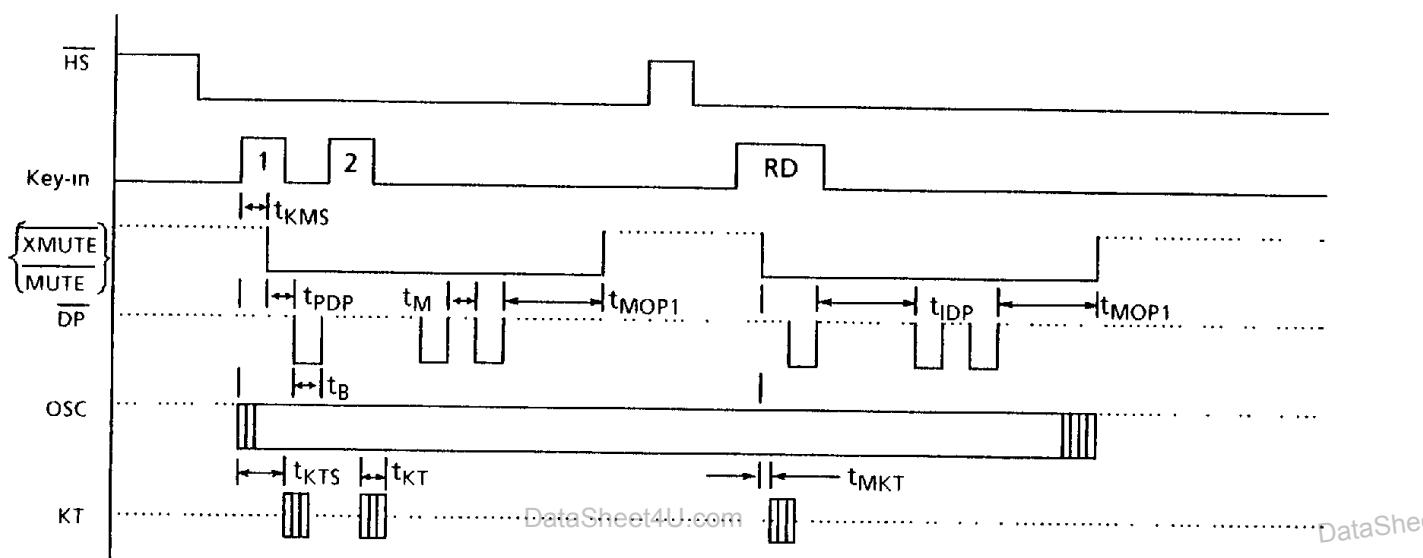 HS
1 2 RD
Key-in
tKMS
XMUTE
MUTE
tPDP tM tMOP1 tIDP tMOP1
DP
tB
OSC
tKTS tKT tMKT
KT
DataSheet4U.com
DataShe